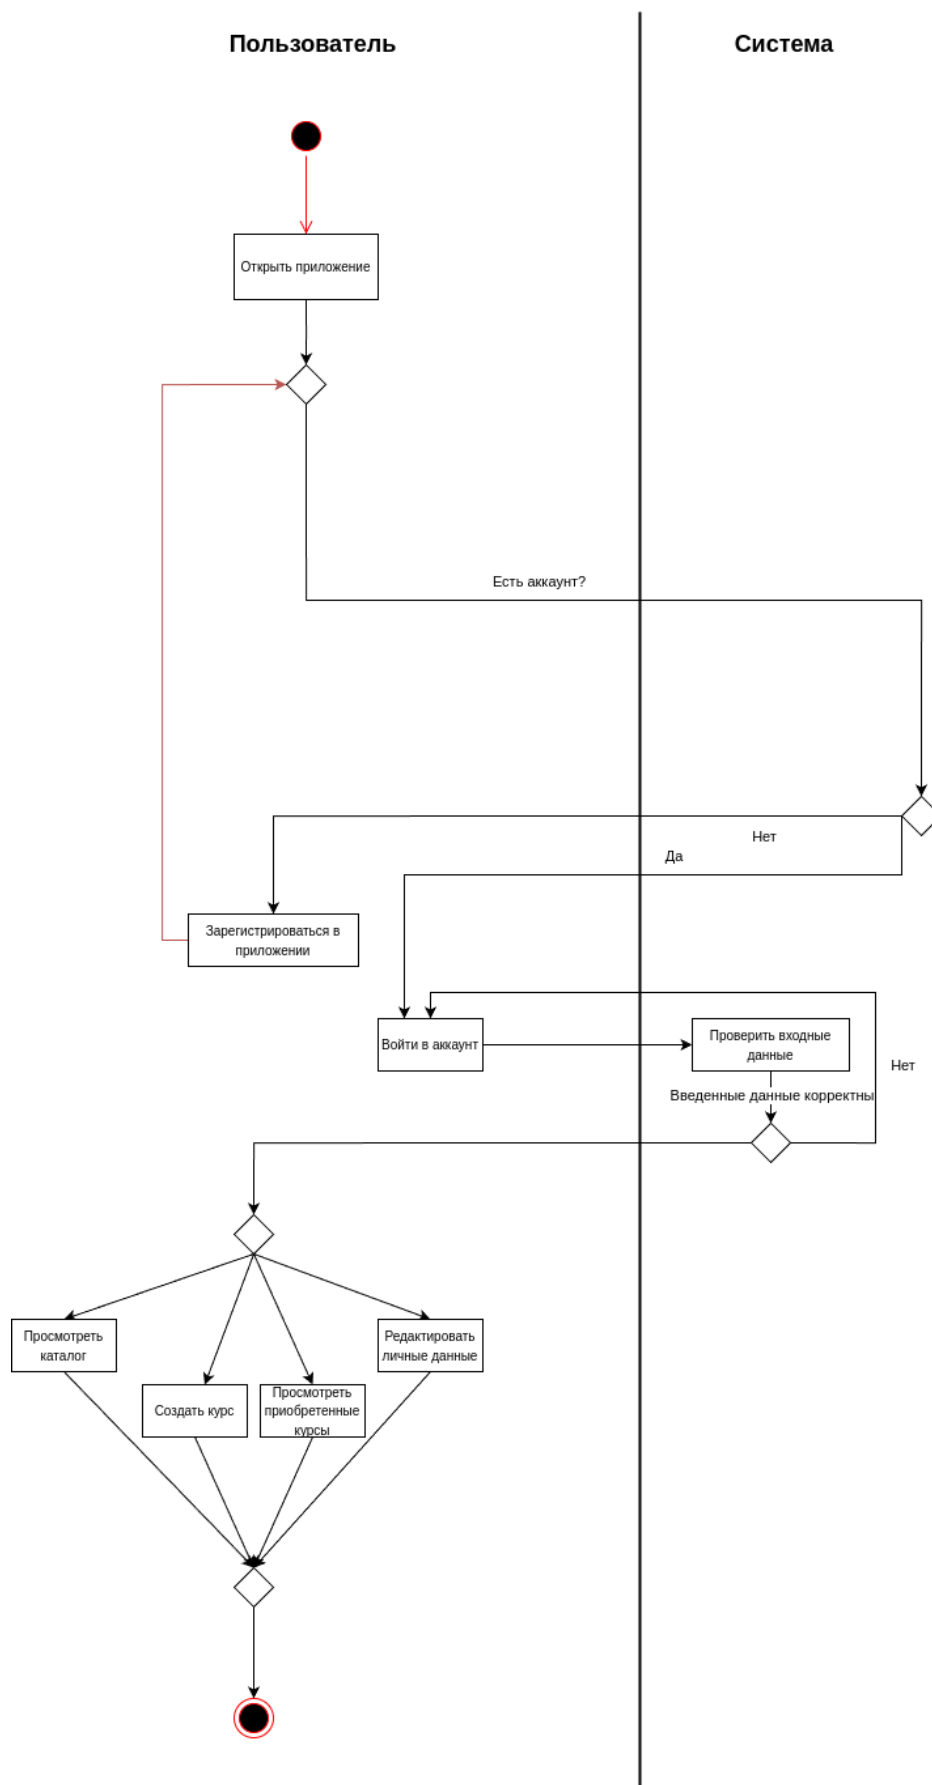 Пользователь
Система
Открыть приложение
Есть аккаунт?
Нет
Да
Зарегистрироваться в
приложении
Войти в аккаунт
Проверить входные
данные
Нет
Введенные данные корректны
Просмотреть
каталог
Редактировать
личные данные
Создать курс
Просмотреть
приобретенные
курсы